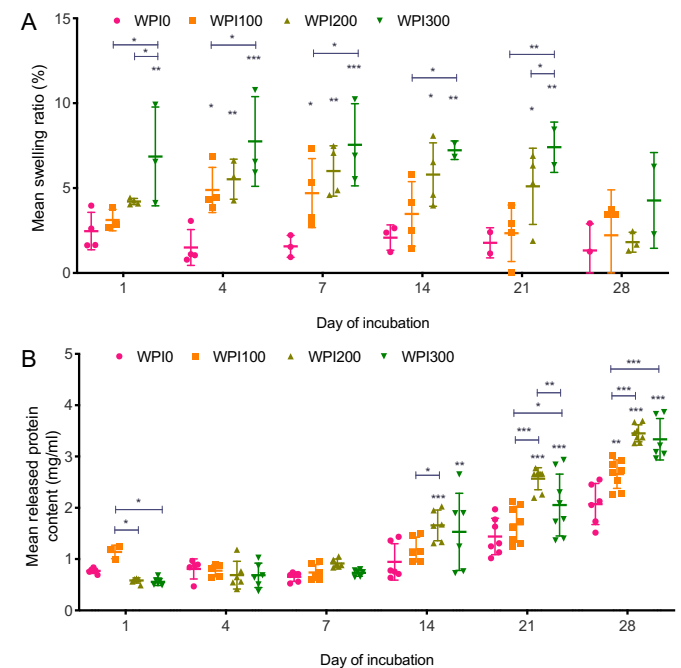 A
WPI0 WPI100 WPI200 WPI300
Mean swelling ratio (%)
15
10
5
0
* * **
* ** * ***
* ** * ***
* * **
* ** * **
1 4 7 14 21 28
Day of incubation
B
WPI0 WPI100 WPI200 WPI300
Mean released protein
content (mg/ml)
5
4
3
2
1
0
* *
* *** **
*** * ** *** ***
*** *** ** *** ***
1 4 7 14 21 28
Day of incubation